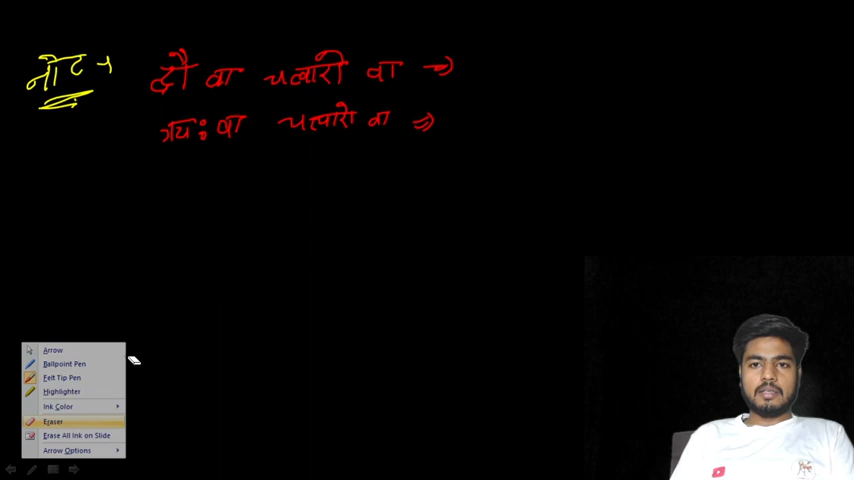 नोट →
द्वौ वा चत्वारो वा ⇒
त्रयः वा चत्वारो वा ⇒
Arrow
Ballpoint Pen
Felt Tip Pen
Highlighter
Ink Color
Eraser
Erase All Ink on Slide
Arrow Options